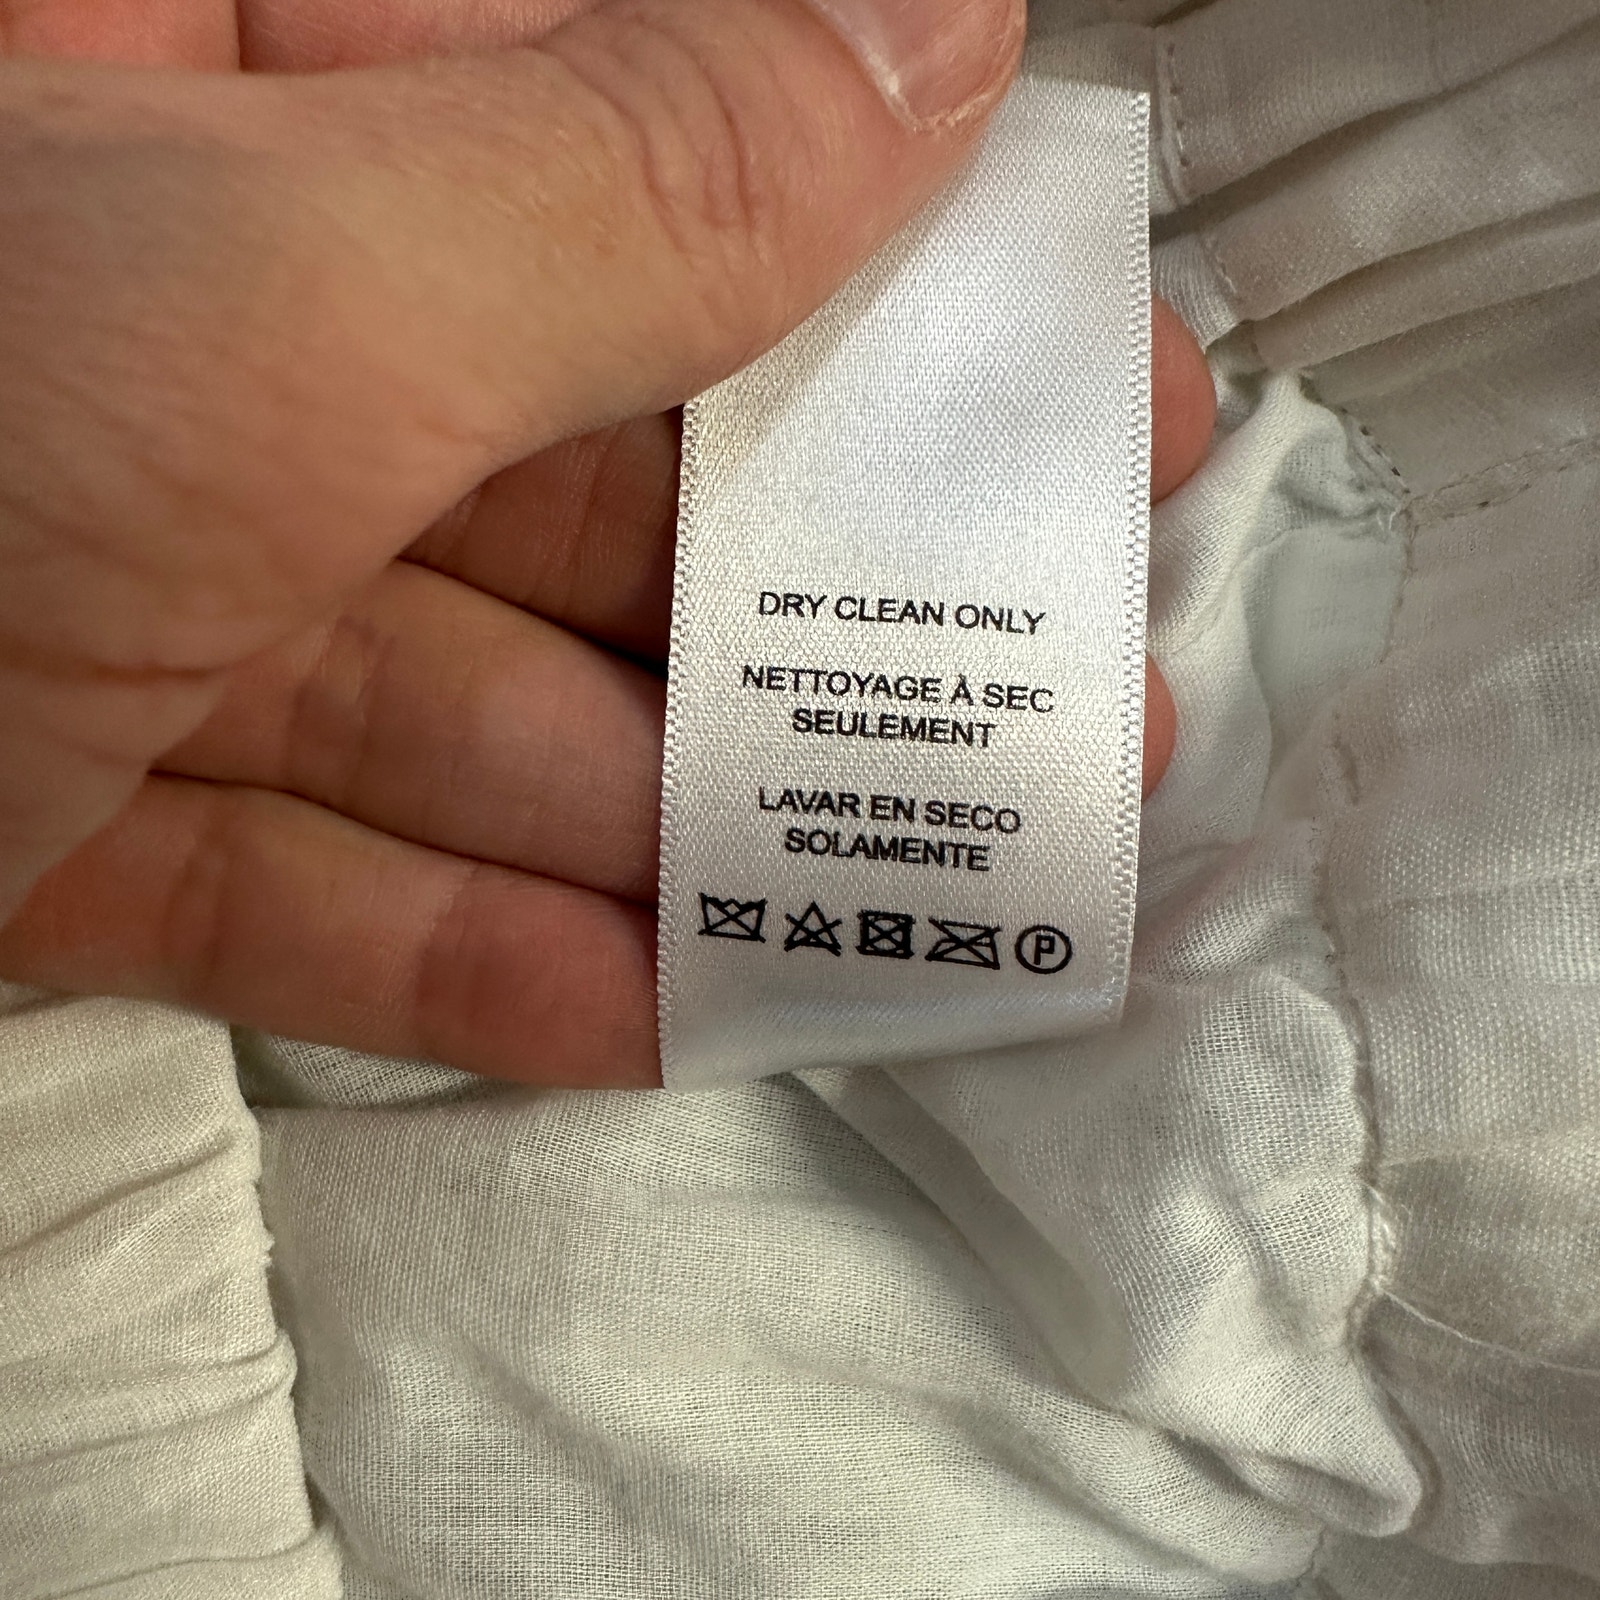 DRY CLEAN ONLY
NETTOYAGE À SEC
SEULEMENT
LAVAR EN SECO
SOLAMENTE
P